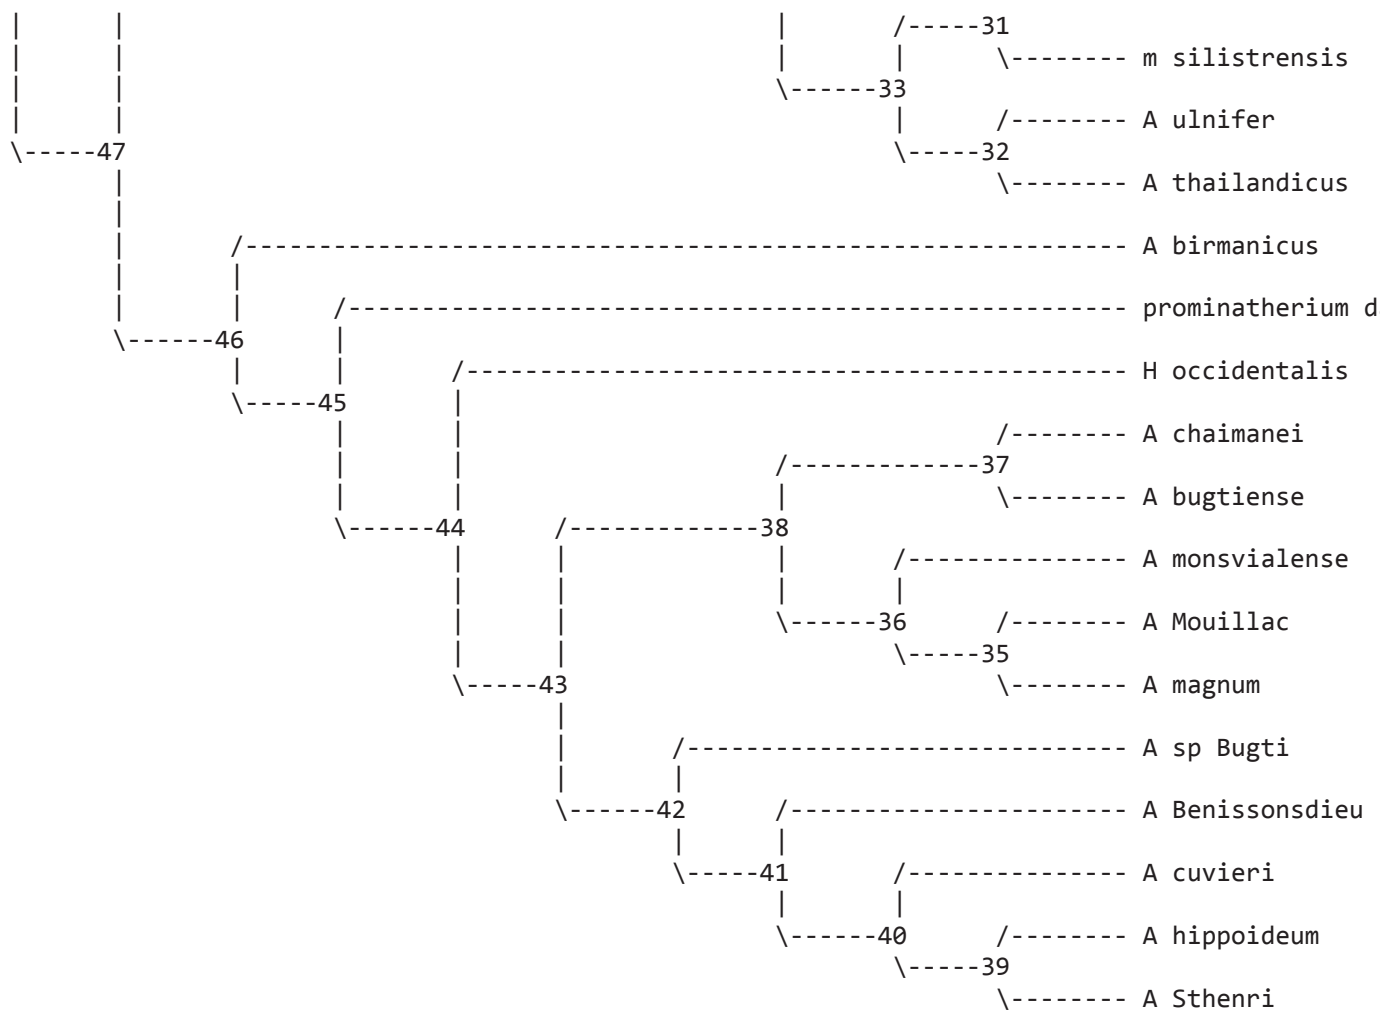 31
m silistrensis
33
A ulnifer
47 32
A thailandicus
A birmanicus
prominatherium d
46
H occidentalis
45
A chaimanei
37
A bugtiense
44 38
A monsvialense
36 A Mouillac
35
43 A magnum
A sp Bugti
42 A Benissonsdieu
41 A cuvieri
40 A hippoideum
39
A Sthenri